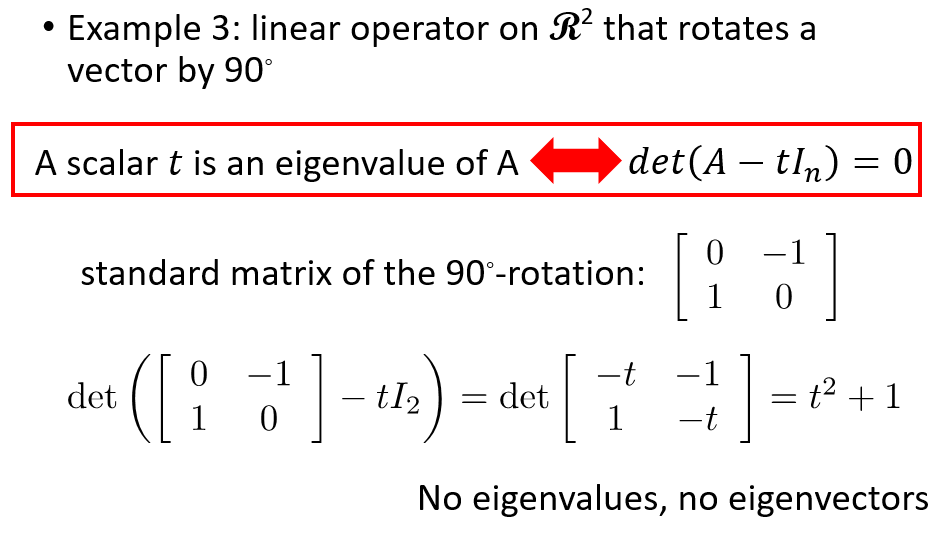 • Example 3: linear operator on 𝓡² that rotates a
vector by 90°
A scalar t is an eigenvalue of A ⟺ det(A − tIₙ) = 0
standard matrix of the 90°-rotation: [ 0 −1 ; 1 0 ]
det ( [ 0 −1 ; 1 0 ] − tI₂ ) = det [ −t −1 ; 1 −t ] = t² + 1
No eigenvalues, no eigenvectors